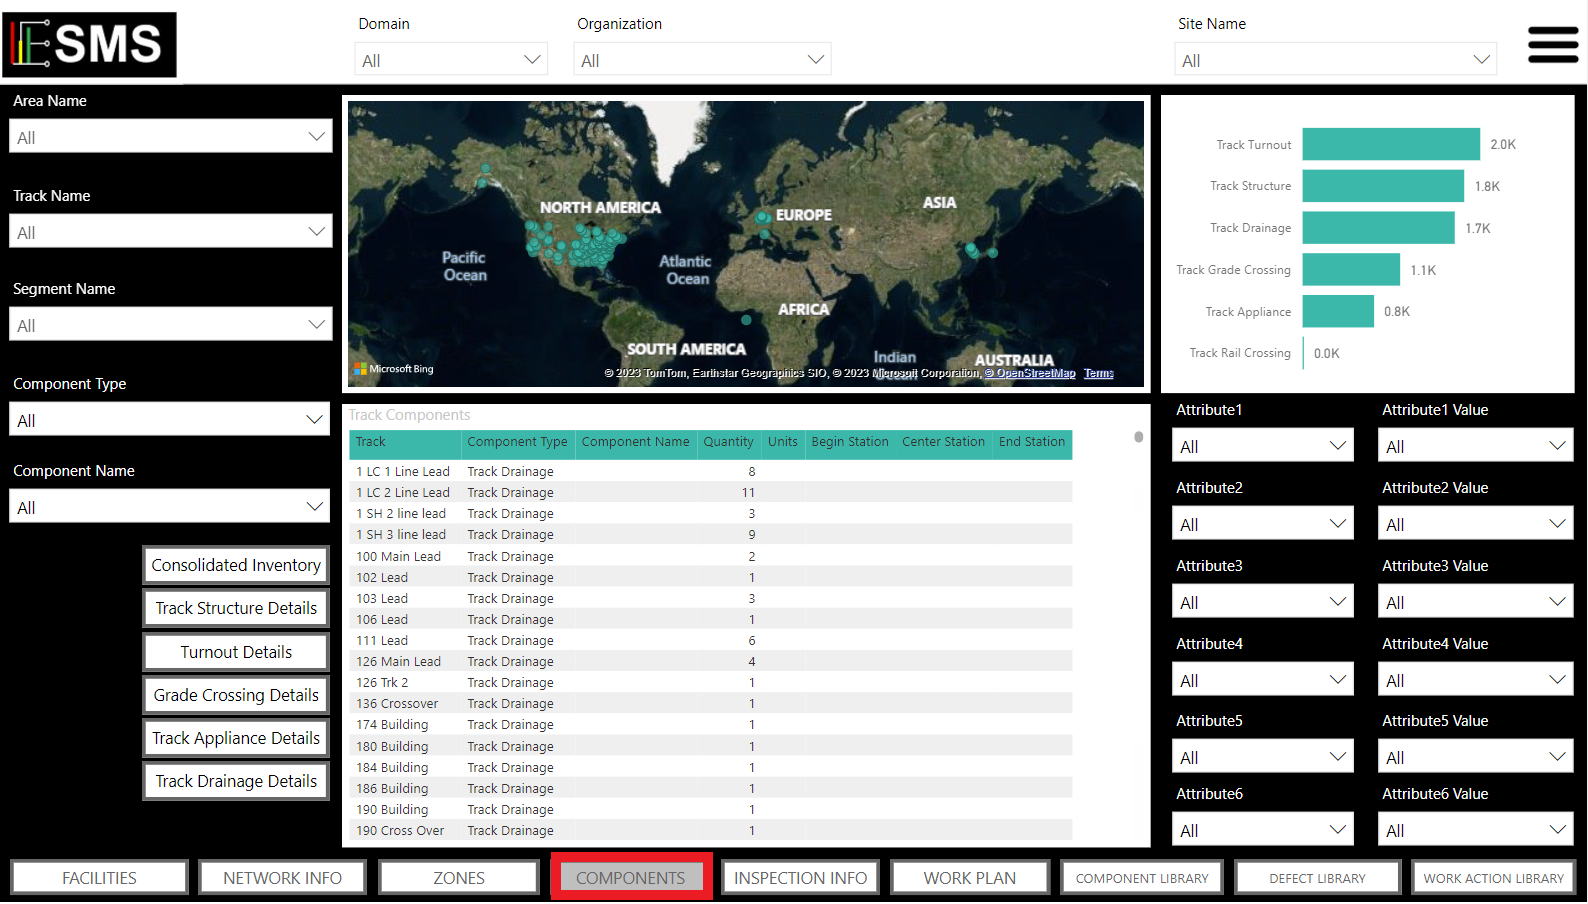 SMS
Domain
All
Organization
All
Site Name
All
Area Name
All
Track Name
All
Segment Name
All
Component Type
All
Component Name
All
Consolidated Inventory
Track Structure Details
Turnout Details
Grade Crossing Details
Track Appliance Details
Track Drainage Details
NORTH AMERICA
EUROPE
ASIA
Pacific
Ocean
Atlantic
Ocean
AFRICA
SOUTH AMERICA
Indian
AUSTRALIA
Microsoft Bing
© 2023 TomTom, Earthstar Geographics SIO, © 2023 Microsoft Corporation, © OpenStreetMap Terms
Track Turnout 2.0K
Track Structure 1.8K
Track Drainage 1.7K
Track Grade Crossing 1.1K
Track Appliance 0.8K
Track Rail Crossing 0.0K
Track Components
Track Component Type Component Name Quantity Units Begin Station Center Station End Station
1 LC 1 Line Lead Track Drainage 8
1 LC 2 Line Lead Track Drainage 11
1 SH 2 line lead Track Drainage 3
1 SH 3 line lead Track Drainage 9
100 Main Lead Track Drainage 2
102 Lead Track Drainage 1
103 Lead Track Drainage 3
106 Lead Track Drainage 1
111 Lead Track Drainage 6
126 Main Lead Track Drainage 4
126 Trk 2 Track Drainage 1
136 Crossover Track Drainage 1
174 Building Track Drainage 1
180 Building Track Drainage 1
184 Building Track Drainage 1
186 Building Track Drainage 1
190 Building Track Drainage 1
190 Cross Over Track Drainage 1
Attribute1 Attribute1 Value
All All
Attribute2 Attribute2 Value
All All
Attribute3 Attribute3 Value
All All
Attribute4 Attribute4 Value
All All
Attribute5 Attribute5 Value
All All
Attribute6 Attribute6 Value
All All
FACILITIES NETWORK INFO ZONES COMPONENTS INSPECTION INFO WORK PLAN COMPONENT LIBRARY DEFECT LIBRARY WORK ACTION LIBRARY